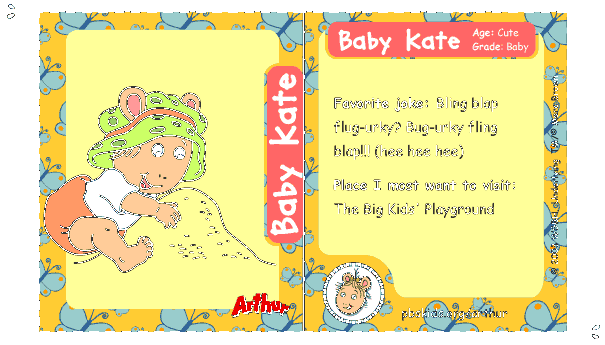 Baby Kate
Arthur
Baby Kate
Age: Cute
Grade: Baby
Favorite joke: Bling blap
flug-urky? Bug-urky fling
blap!! (hee hee hee)
Place I most want to visit:
The Big Kids' Playground
pbskids.org/arthur